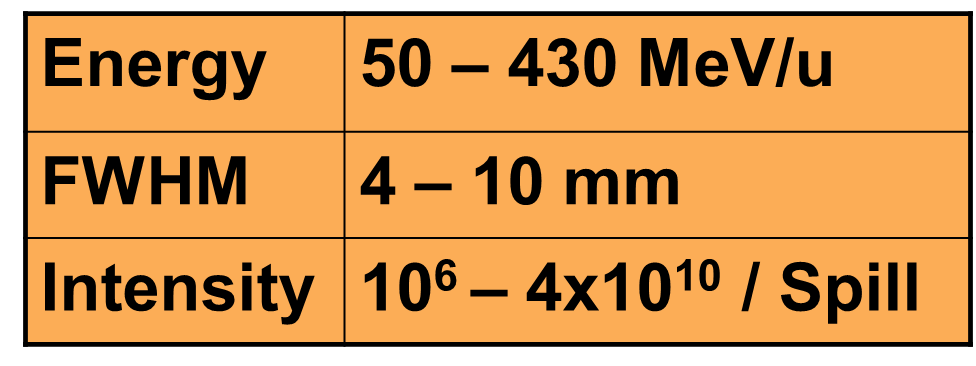 Energy 50 – 430 MeV/u
FWHM 4 – 10 mm
Intensity 10⁶ – 4x10¹⁰ / Spill